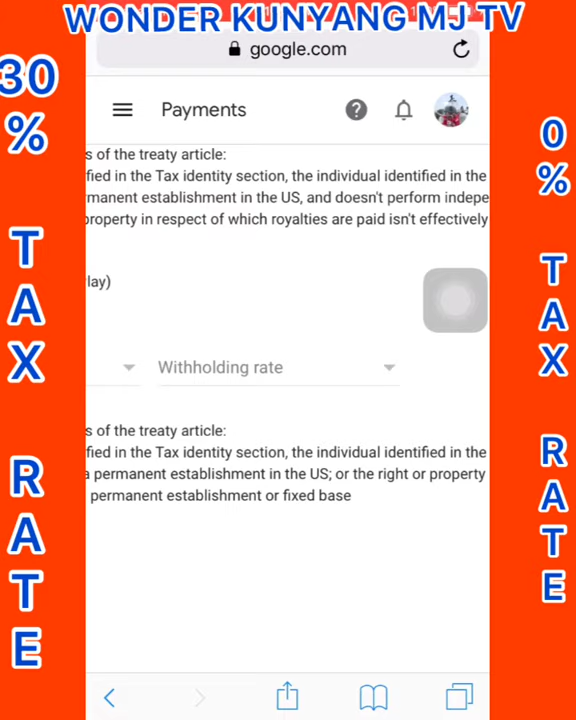 WONDER KUNYANG MJ TV
30
%
T
A
X
R
A
T
E
google.com
Payments
s of the treaty article:
fied in the Tax identity section, the individual identified in the
manent establishment in the US, and doesn't perform indepe
property in respect of which royalties are paid isn't effectively
lay)
Withholding rate
s of the treaty article:
fied in the Tax identity section, the individual identified in the
a permanent establishment in the US; or the right or property
permanent establishment or fixed base
0
%
T
A
X
R
A
T
E